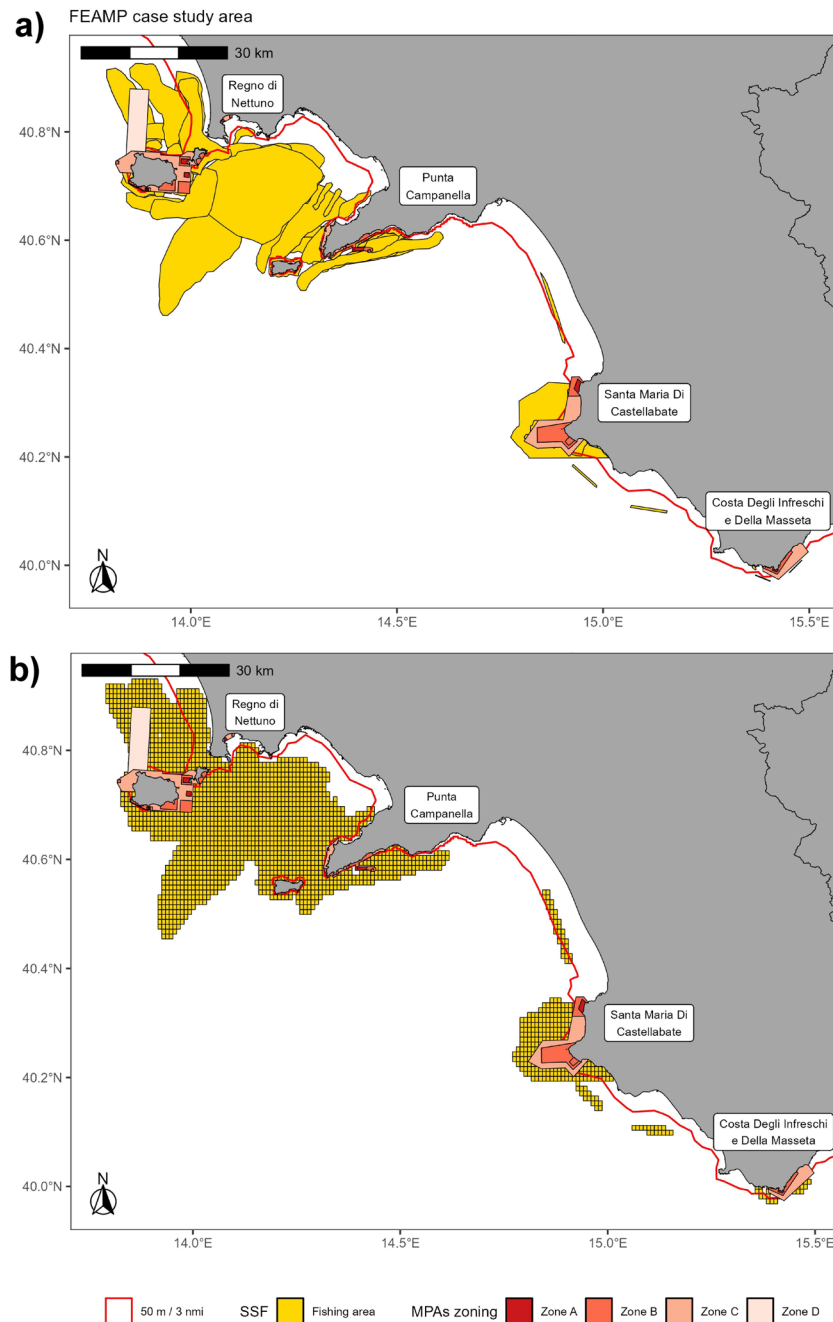 FEAMP case study area
a)
30 km
Regno di
Nettuno
40.8°N
Punta
Campanella
40.6°N
40.4°N
Santa Maria Di
Castellabate
40.2°N
Costa Degli Infreschi
e Della Masseta
40.0°N
N
14.0°E
14.5°E
15.0°E
15.5°E
b)
30 km
Regno di
Nettuno
40.8°N
Punta
Campanella
40.6°N
40.4°N
Santa Maria Di
Castellabate
40.2°N
Costa Degli Infreschi
e Della Masseta
40.0°N
N
14.0°E
14.5°E
15.0°E
15.5°E
50 m / 3 nmi
SSF
Fishing area
MPAs zoning
Zone A
Zone B
Zone C
Zone D